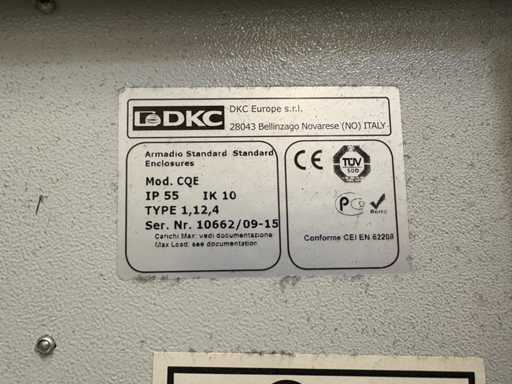 DKC
DKC Europe s.r.l.
28043 Bellinzago Novarese (NO) ITALY
Armadio Standard Standard
Enclosures
Mod. CQE
IP 55 IK 10
TYPE 1,12,4
Ser. Nr. 10662/09-15
Carichi Max: vedi documentazione
Max Load: see documentation
CE
TÜV
SUD
Conforme CEI EN 62208